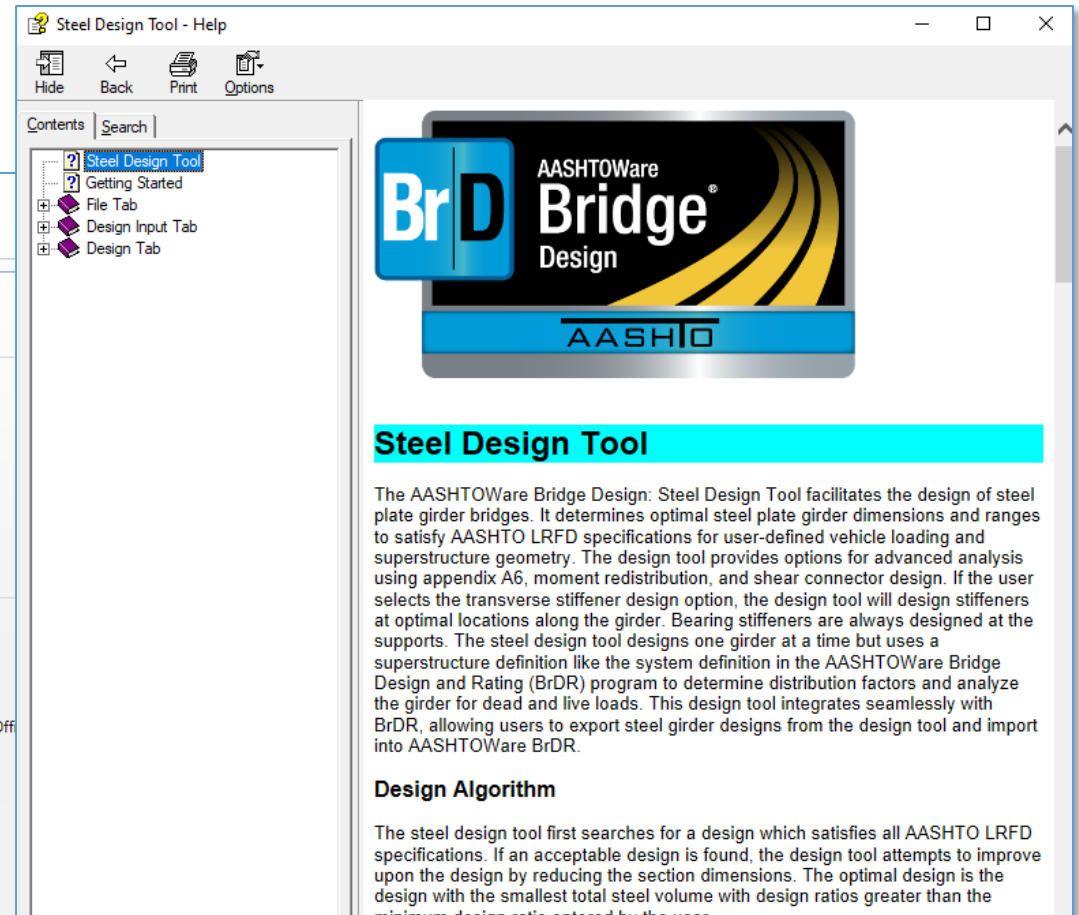 Steel Design Tool - Help
Hide Back Print Options
Contents Search
Steel Design Tool
Getting Started
File Tab
Design Input Tab
Design Tab
BrD
AASHTOWare
Bridge®
Design
AASHTO
Steel Design Tool
The AASHTOWare Bridge Design: Steel Design Tool facilitates the design of steel
plate girder bridges. It determines optimal steel plate girder dimensions and ranges
to satisfy AASHTO LRFD specifications for user-defined vehicle loading and
superstructure geometry. The design tool provides options for advanced analysis
using appendix A6, moment redistribution, and shear connector design. If the user
selects the transverse stiffener design option, the design tool will design stiffeners
at optimal locations along the girder. Bearing stiffeners are always designed at the
supports. The steel design tool designs one girder at a time but uses a
superstructure definition like the system definition in the AASHTOWare Bridge
Design and Rating (BrDR) program to determine distribution factors and analyze
the girder for dead and live loads. This design tool integrates seamlessly with
BrDR, allowing users to export steel girder designs from the design tool and import
into AASHTOWare BrDR.
Design Algorithm
The steel design tool first searches for a design which satisfies all AASHTO LRFD
specifications. If an acceptable design is found, the design tool attempts to improve
upon the design by reducing the section dimensions. The optimal design is the
design with the smallest total steel volume with design ratios greater than the
minimum design ratio entered by the user